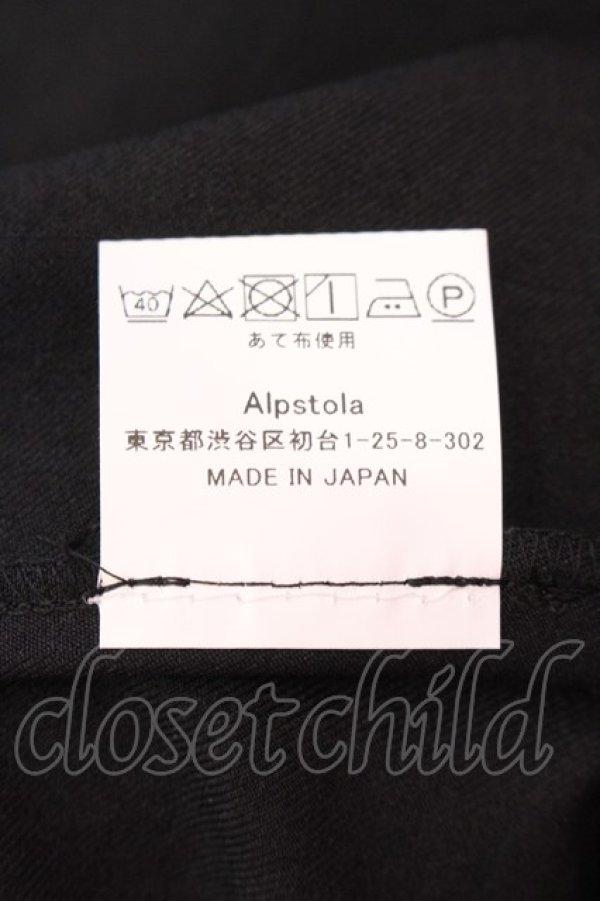 40 P
あて布使用
Alpstola
東京都渋谷区初台1-25-8-302
MADE IN JAPAN
closetchild